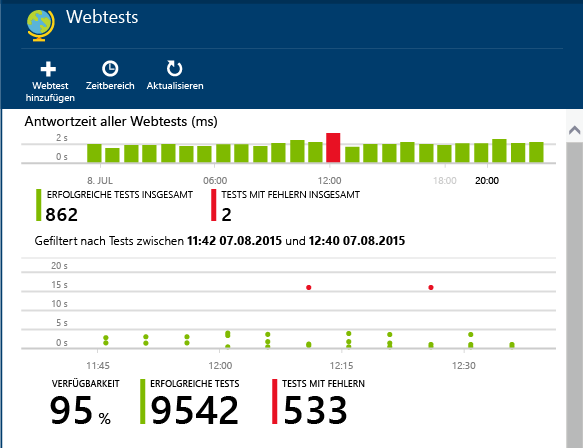 Webtests
Webtest hinzufügen
Zeitbereich
Aktualisieren
Antwortzeit aller Webtests (ms)
2 s
0 s
8. JUL 06:00 12:00 18:00 20:00
ERFOLGREICHE TESTS INSGESAMT
862
TESTS MIT FEHLERN INSGESAMT
2
Gefiltert nach Tests zwischen 11:42 07.08.2015 und 12:40 07.08.2015
20 s
15 s
10 s
5 s
0 s
11:45 12:00 12:15 12:30
VERFÜGBARKEIT
95 %
ERFOLGREICHE TESTS
9542
TESTS MIT FEHLERN
533